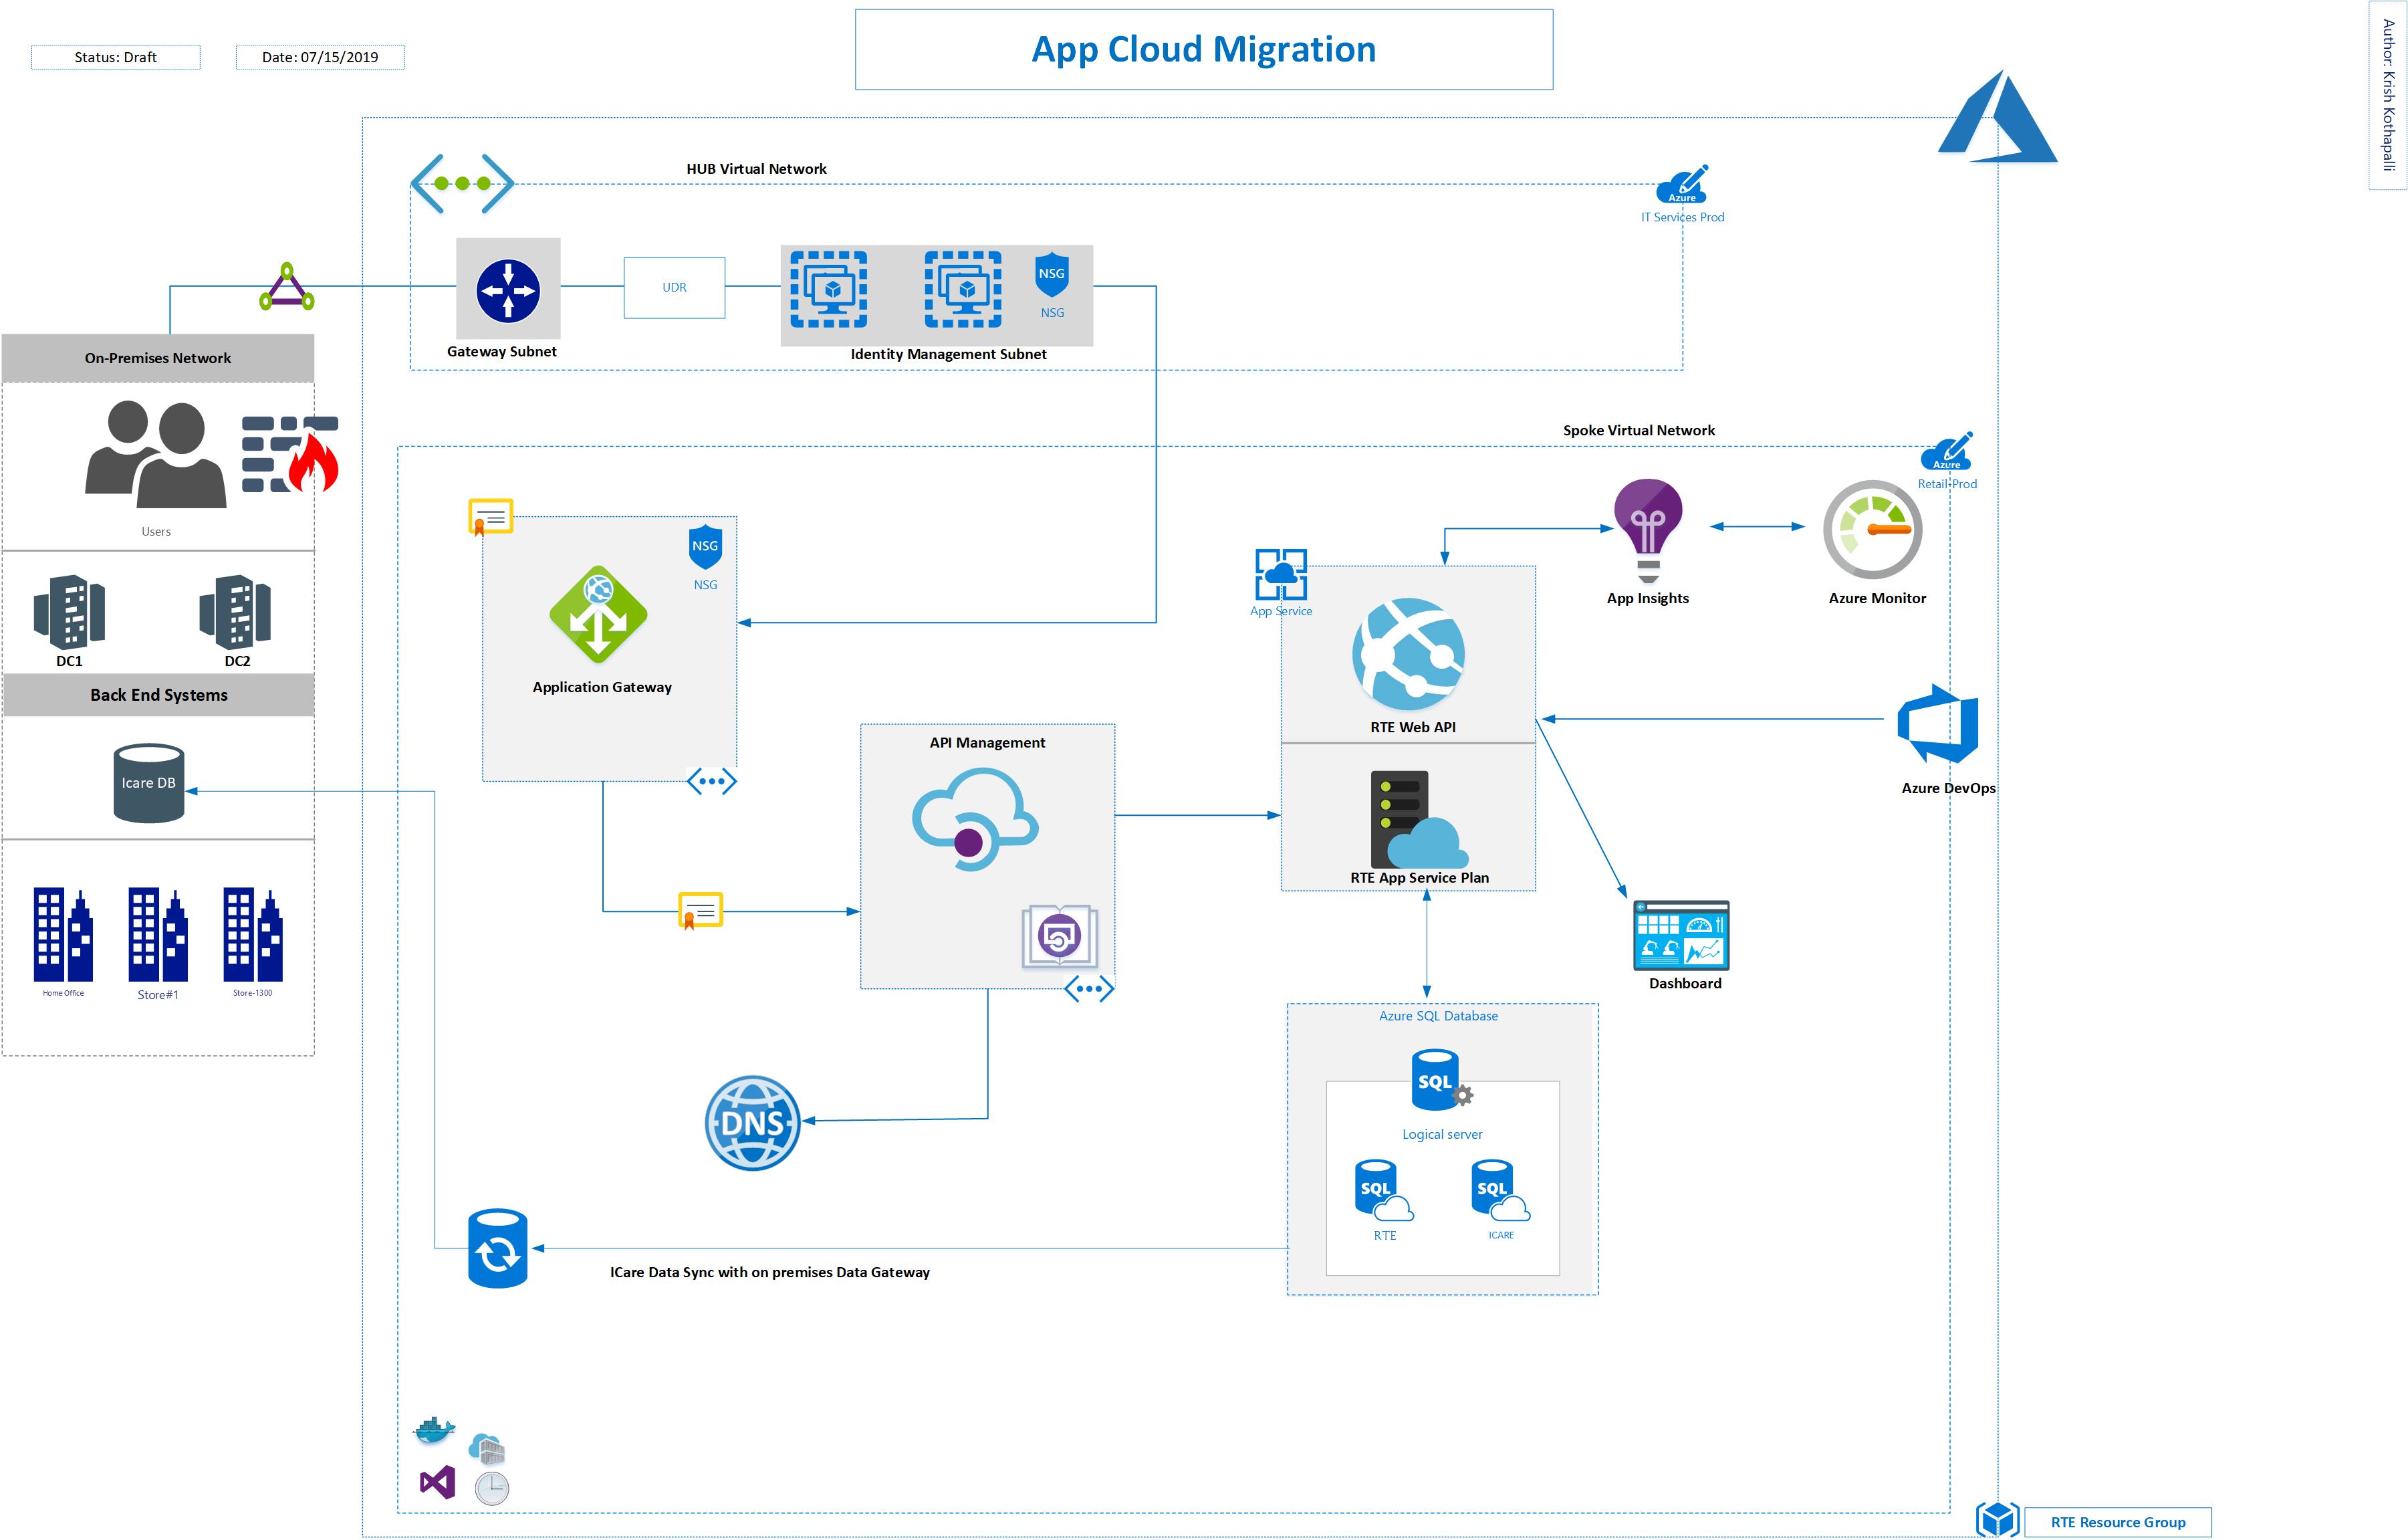 App Cloud Migration
Status: Draft
Date: 07/15/2019
Author: Krish Kothapalli
HUB Virtual Network
Azure
IT Services Prod
UDR
NSG
NSG
Gateway Subnet
Identity Management Subnet
On-Premises Network
Users
DC1
DC2
Back End Systems
Icare DB
Home Office
Store#1
Store-1300
Spoke Virtual Network
Azure
Retail-Prod
NSG
NSG
Application Gateway
App Service
App Insights
Azure Monitor
RTE Web API
API Management
Azure DevOps
RTE App Service Plan
Dashboard
Azure SQL Database
SQL
Logical server
DNS
SQL
SQL
RTE
ICARE
ICare Data Sync with on premises Data Gateway
RTE Resource Group